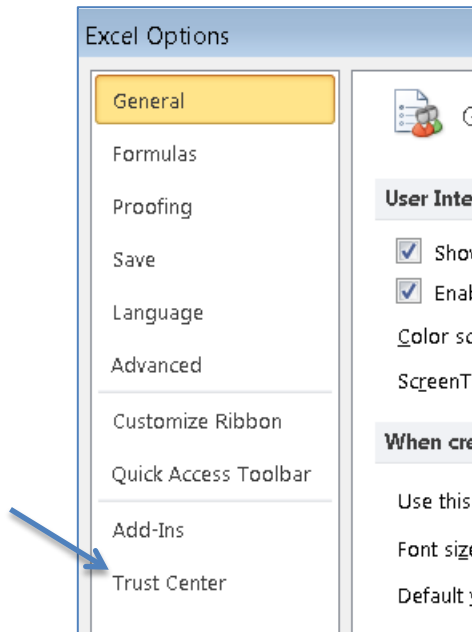 Excel Options
General
Formulas
Proofing
Save
Language
Advanced
Customize Ribbon
Quick Access Toolbar
Add-Ins
Trust Center
G
User Inte
Show
Enab
Color sc
ScreenT
When cre
Use this
Font size
Default y